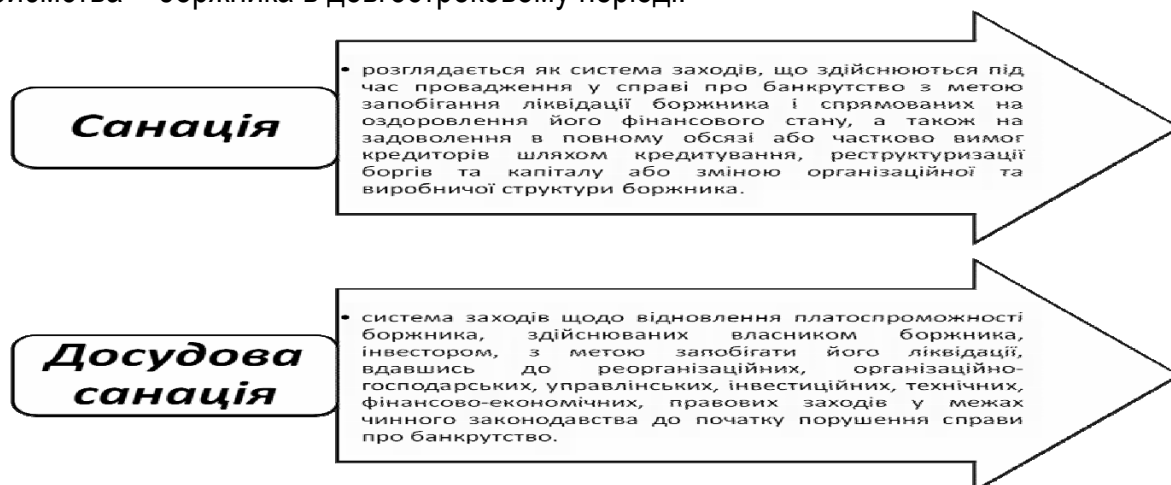 боржника в довгостроковому періоді
Санація
• розглядається як система заходів, що здійснюються під
час провадження у справі про банкрутство з метою
запобігання ліквідації боржника і спрямованих на
оздоровлення його фінансового стану, а також на
задоволення в повному обсязі або частково вимог
кредиторів шляхом кредитування, реструктуризації
боргів та капіталу або зміною організаційної та
виробничої структури боржника.
Досудова
санація
• система заходів щодо відновлення платоспроможності
боржника, здійснюваних власником боржника,
інвестором, з метою запобігати його ліквідації,
вдавшись до реорганізаційних, організаційно-
господарських, управлінських, інвестиційних, технічних,
фінансово-економічних, правових заходів у межах
чинного законодавства до початку порушення справи
про банкрутство.